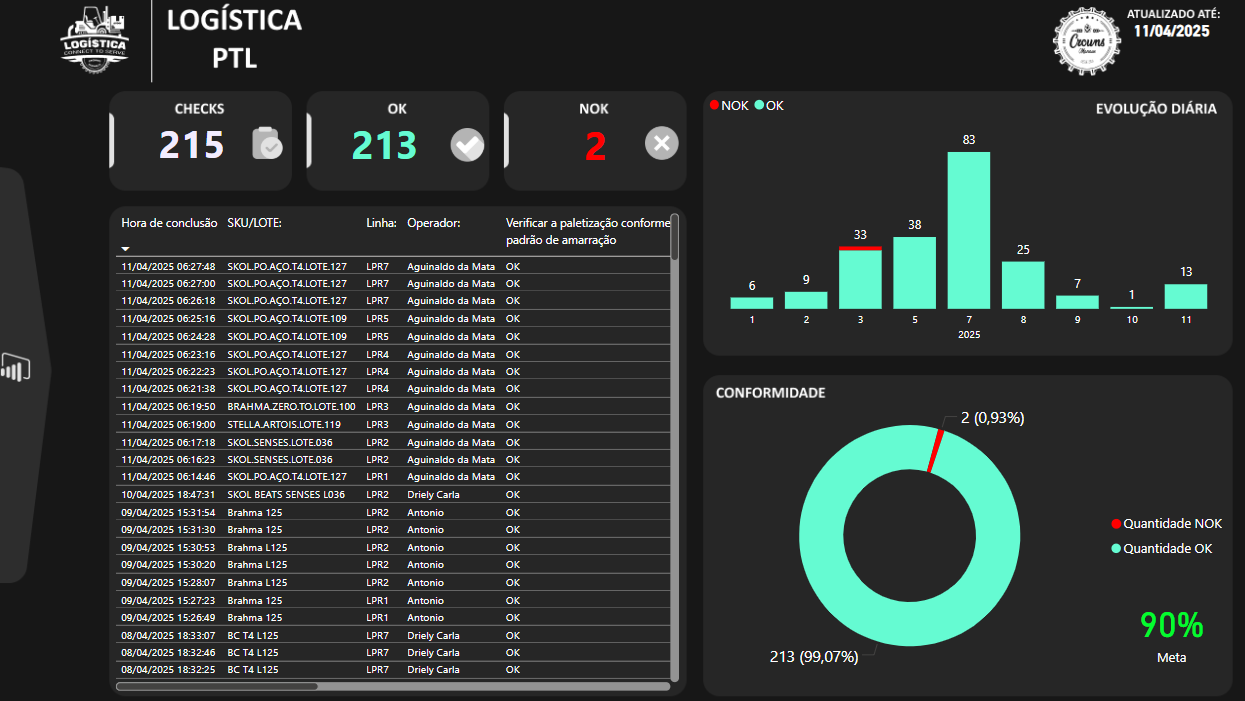 LOGÍSTICA
CONNECT TO SERVE
LOGÍSTICA
PTL
Crowns
Manaus
ATUALIZADO ATÉ:
11/04/2025
CHECKS
215
OK
213
NOK
2
Hora de conclusão SKU/LOTE: Linha: Operador: Verificar a paletização conforme
padrão de amarração
11/04/2025 06:27:48 SKOL.PO.AÇO.T4.LOTE.127 LPR7 Aguinaldo da Mata OK
11/04/2025 06:27:00 SKOL.PO.AÇO.T4.LOTE.127 LPR7 Aguinaldo da Mata OK
11/04/2025 06:26:18 SKOL.PO.AÇO.T4.LOTE.127 LPR7 Aguinaldo da Mata OK
11/04/2025 06:25:16 SKOL.PO.AÇO.T4.LOTE.109 LPR5 Aguinaldo da Mata OK
11/04/2025 06:24:28 SKOL.PO.AÇO.T4.LOTE.109 LPR5 Aguinaldo da Mata OK
11/04/2025 06:23:16 SKOL.PO.AÇO.T4.LOTE.127 LPR4 Aguinaldo da Mata OK
11/04/2025 06:22:23 SKOL.PO.AÇO.T4.LOTE.127 LPR4 Aguinaldo da Mata OK
11/04/2025 06:21:38 SKOL.PO.AÇO.T4.LOTE.127 LPR4 Aguinaldo da Mata OK
11/04/2025 06:19:50 BRAHMA.ZERO.TO.LOTE.100 LPR3 Aguinaldo da Mata OK
11/04/2025 06:19:00 STELLA.ARTOIS.LOTE.119 LPR3 Aguinaldo da Mata OK
11/04/2025 06:17:18 SKOL.SENSES.LOTE.036 LPR2 Aguinaldo da Mata OK
11/04/2025 06:16:23 SKOL.SENSES.LOTE.036 LPR2 Aguinaldo da Mata OK
11/04/2025 06:14:46 SKOL.PO.AÇO.T4.LOTE.127 LPR1 Aguinaldo da Mata OK
10/04/2025 18:47:31 SKOL BEATS SENSES L036 LPR2 Driely Carla OK
09/04/2025 15:31:54 Brahma 125 LPR2 Antonio OK
09/04/2025 15:31:30 Brahma 125 LPR2 Antonio OK
09/04/2025 15:30:53 Brahma L125 LPR2 Antonio OK
09/04/2025 15:30:20 Brahma L125 LPR2 Antonio OK
09/04/2025 15:28:07 Brahma L125 LPR2 Antonio OK
09/04/2025 15:27:23 Brahma 125 LPR1 Antonio OK
09/04/2025 15:26:49 Brahma 125 LPR1 Antonio OK
08/04/2025 18:33:07 BC T4 L125 LPR7 Driely Carla OK
08/04/2025 18:32:46 BC T4 L125 LPR7 Driely Carla OK
08/04/2025 18:32:25 BC T4 L125 LPR7 Driely Carla OK
NOK OK
EVOLUÇÃO DIÁRIA
6 9 33 38 83 25 7 1 13
1 2 3 5 7 8 9 10 11
2025
CONFORMIDADE
2 (0,93%)
213 (99,07%)
Quantidade NOK
Quantidade OK
90%
Meta